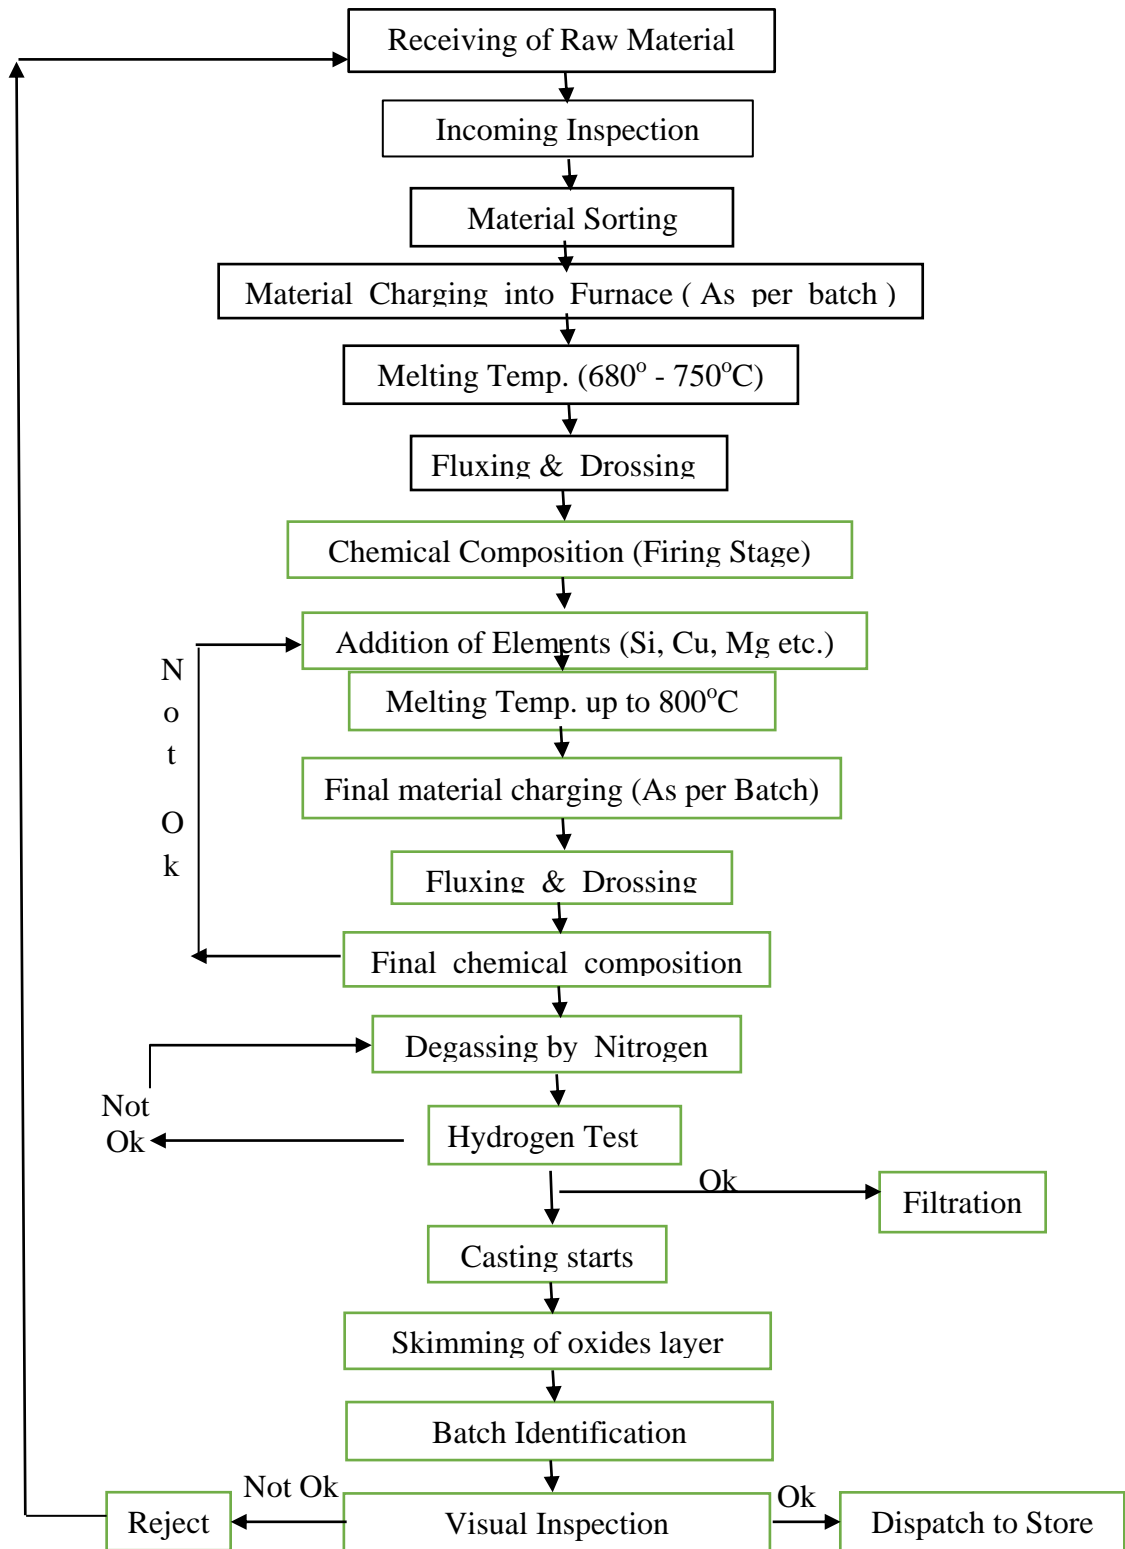 Receiving of Raw Material
Incoming Inspection
Material Sorting
Material Charging into Furnace ( As per batch )
Melting Temp. (680° - 750°C)
Fluxing & Drossing
Chemical Composition (Firing Stage)
Addition of Elements (Si, Cu, Mg etc.)
Not Ok
Melting Temp. up to 800°C
Final material charging (As per Batch)
Fluxing & Drossing
Final chemical composition
Degassing by Nitrogen
Not
Ok
Hydrogen Test
Ok
Filtration
Casting starts
Skimming of oxides layer
Batch Identification
Not Ok
Ok
Reject
Visual Inspection
Dispatch to Store